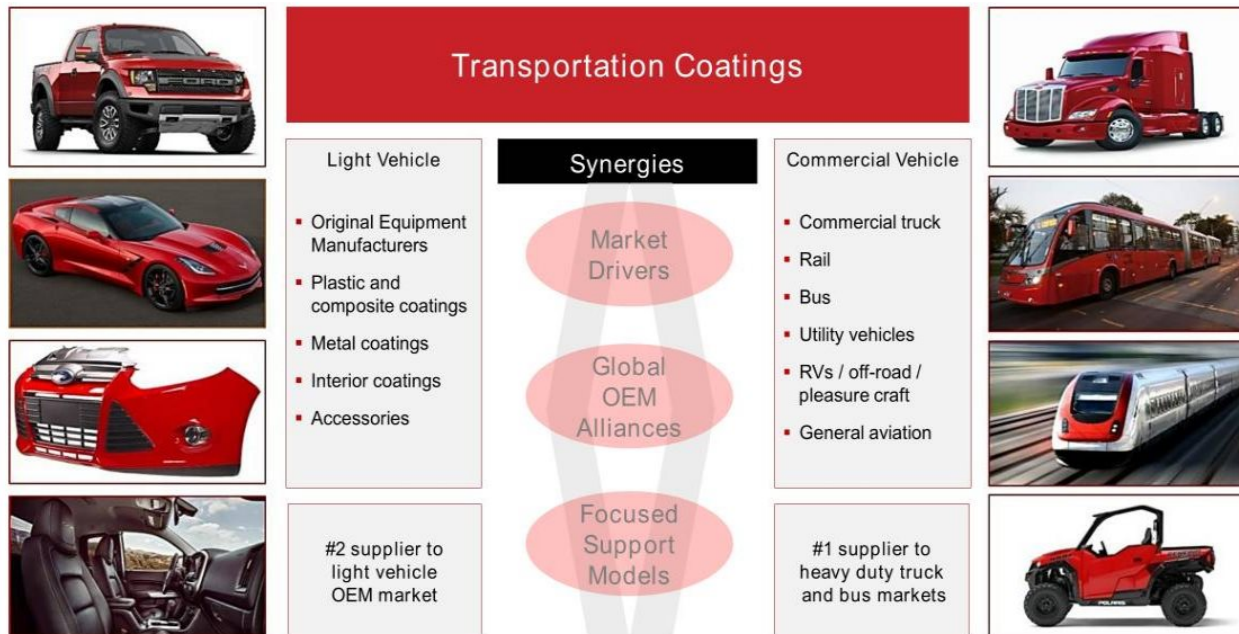 Transportation Coatings
Light Vehicle
▪ Original Equipment
Manufacturers
▪ Plastic and
composite coatings
▪ Metal coatings
▪ Interior coatings
▪ Accessories
#2 supplier to
light vehicle
OEM market
Synergies
Market
Drivers
Global
OEM
Alliances
Focused
Support
Models
Commercial Vehicle
▪ Commercial truck
▪ Rail
▪ Bus
▪ Utility vehicles
▪ RVs / off-road /
pleasure craft
▪ General aviation
#1 supplier to
heavy duty truck
and bus markets
FORD
POLARIS